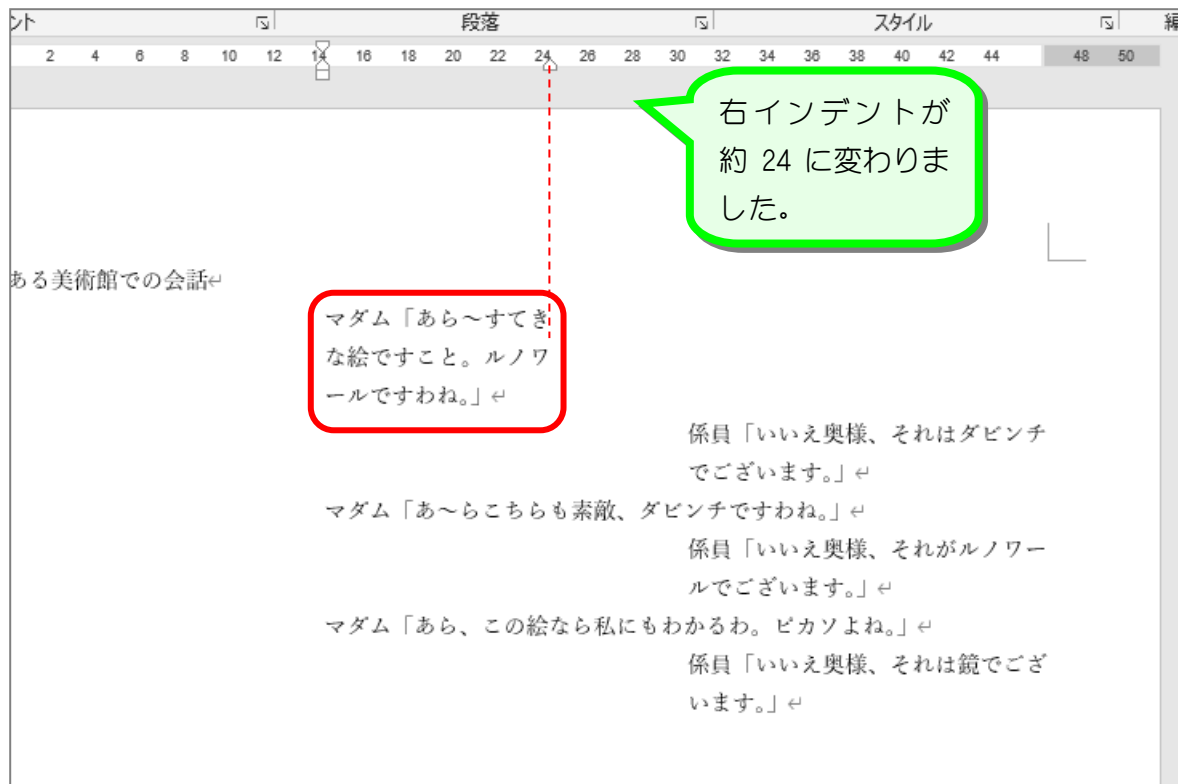 ント 段落 スタイル 編
2 4 6 8 10 12 14 16 18 20 22 24 26 28 30 32 34 36 38 40 42 44 48 50
右インデントが
約 24 に変わりま
した。
ある美術館での会話↵
マダム「あら～すてき
な絵ですこと。ルノワ
ールですわね。」↵
係員「いいえ奥様、それはダビンチ
でございます。」↵
マダム「あ～らこちらも素敵、ダビンチですわね。」↵
係員「いいえ奥様、それがルノワー
ルでございます。」↵
マダム「あら、この絵なら私にもわかるわ。ピカソよね。」↵
係員「いいえ奥様、それは鏡でござ
います。」↵